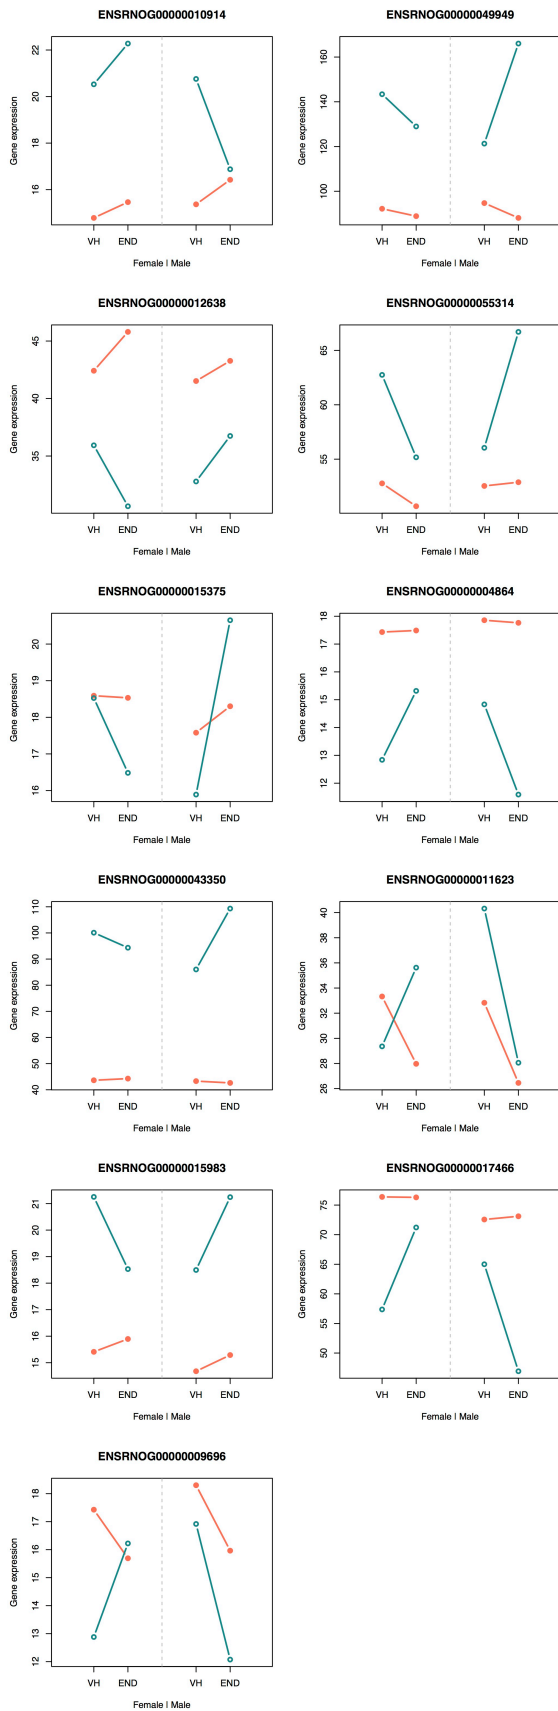 ENSRNOG00000010914
Gene expression
22
20
18
16
VH END VH END
Female | Male
ENSRNOG00000049949
Gene expression
160
140
120
100
VH END VH END
Female | Male
ENSRNOG00000012638
Gene expression
45
40
35
VH END VH END
Female | Male
ENSRNOG00000055314
Gene expression
65
60
55
VH END VH END
Female | Male
ENSRNOG00000015375
Gene expression
20
19
18
17
16
VH END VH END
Female | Male
ENSRNOG00000004864
Gene expression
18
17
16
15
14
13
12
VH END VH END
Female | Male
ENSRNOG00000043350
Gene expression
110
100
90
80
70
60
50
40
VH END VH END
Female | Male
ENSRNOG00000011623
Gene expression
40
38
36
34
32
30
28
26
VH END VH END
Female | Male
ENSRNOG00000015983
Gene expression
21
20
19
18
17
16
15
VH END VH END
Female | Male
ENSRNOG00000017466
Gene expression
75
70
65
60
55
50
VH END VH END
Female | Male
ENSRNOG00000009696
Gene expression
18
17
16
15
14
13
12
VH END VH END
Female | Male